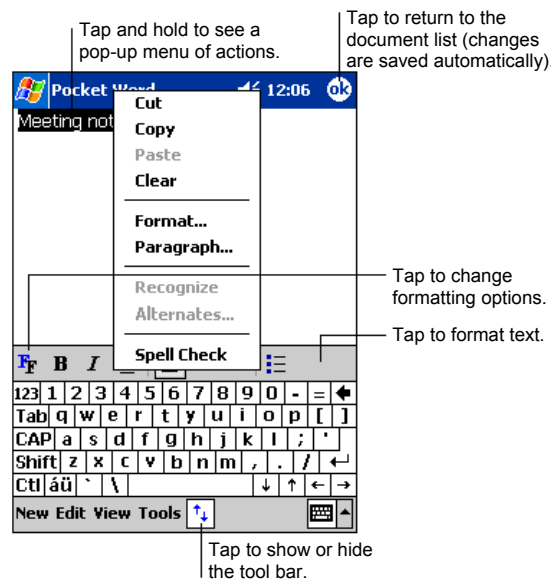 Tap and hold to see a
pop-up menu of actions.
Tap to return to the
document list (changes
are saved automatically).
Pocket Word 12:06 ok
Meeting not
Cut
Copy
Paste
Clear
Format...
Paragraph...
Recognize
Alternates...
Spell Check
Tap to change
formatting options.
Tap to format text.
FF B I
123 1 2 3 4 5 6 7 8 9 0 - = 🡄
Tab q w e r t y u i o p [ ]
CAP a s d f g h j k l ; '
Shift z x c v b n m , . / ↵
Ctl áü ` \ ↓ ↑ ← →
New Edit View Tools
Tap to show or hide
the tool bar.